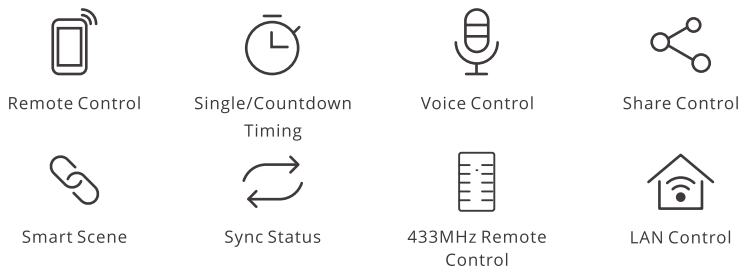 Remote Control
Single/Countdown
Timing
Voice Control
Share Control
Smart Scene
Sync Status
433MHz Remote
Control
LAN Control